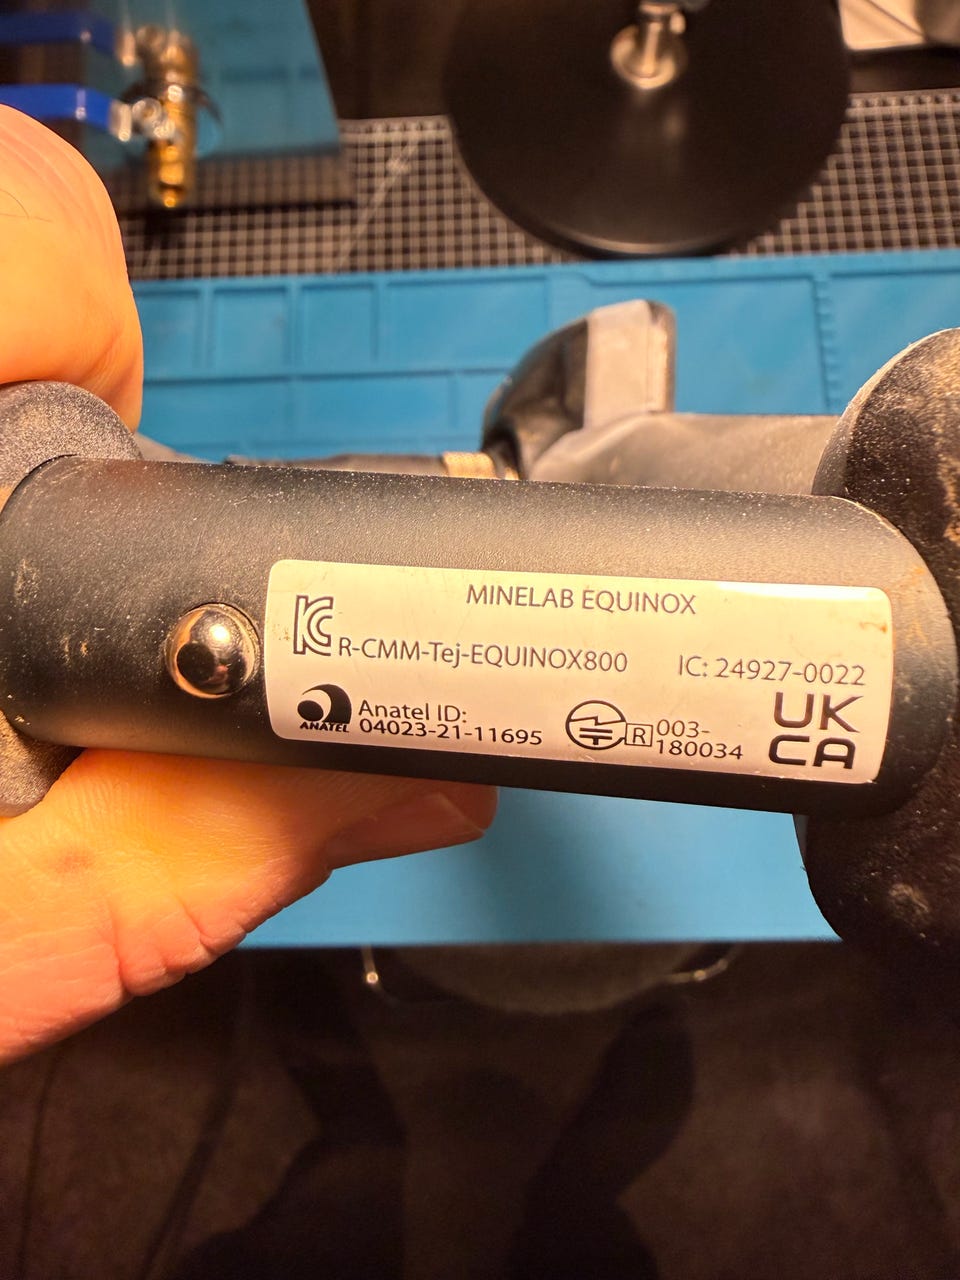 MINELAB EQUINOX
R-CMM-Tej-EQUINOX800
IC: 24927-0022
ANATEL
Anatel ID:
04023-21-11695
R
003-
180034
UK
CA